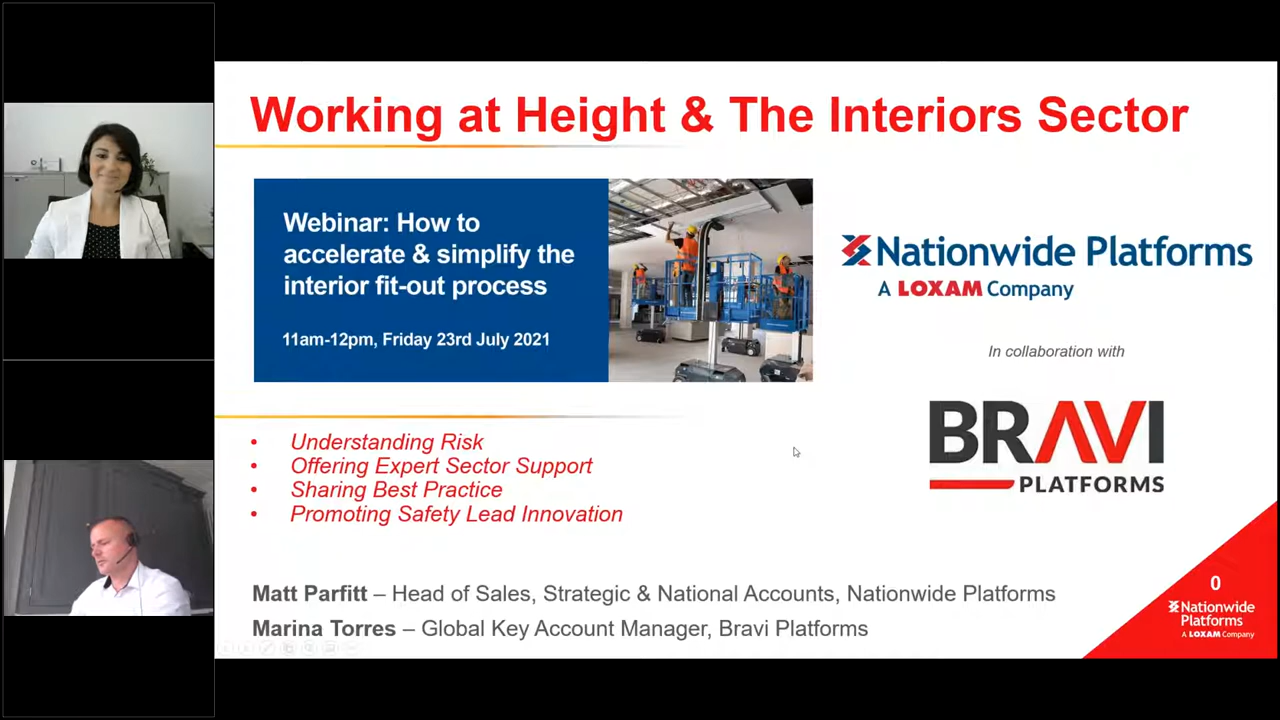 Working at Height & The Interiors Sector
Webinar: How to
accelerate & simplify the
interior fit-out process
11am-12pm, Friday 23rd July 2021
Nationwide Platforms
A LOXAM Company
In collaboration with
BRAVI
PLATFORMS
• Understanding Risk
• Offering Expert Sector Support
• Sharing Best Practice
• Promoting Safety Lead Innovation
Matt Parfitt – Head of Sales, Strategic & National Accounts, Nationwide Platforms
Marina Torres – Global Key Account Manager, Bravi Platforms
0
Nationwide
Platforms
A LOXAM Company